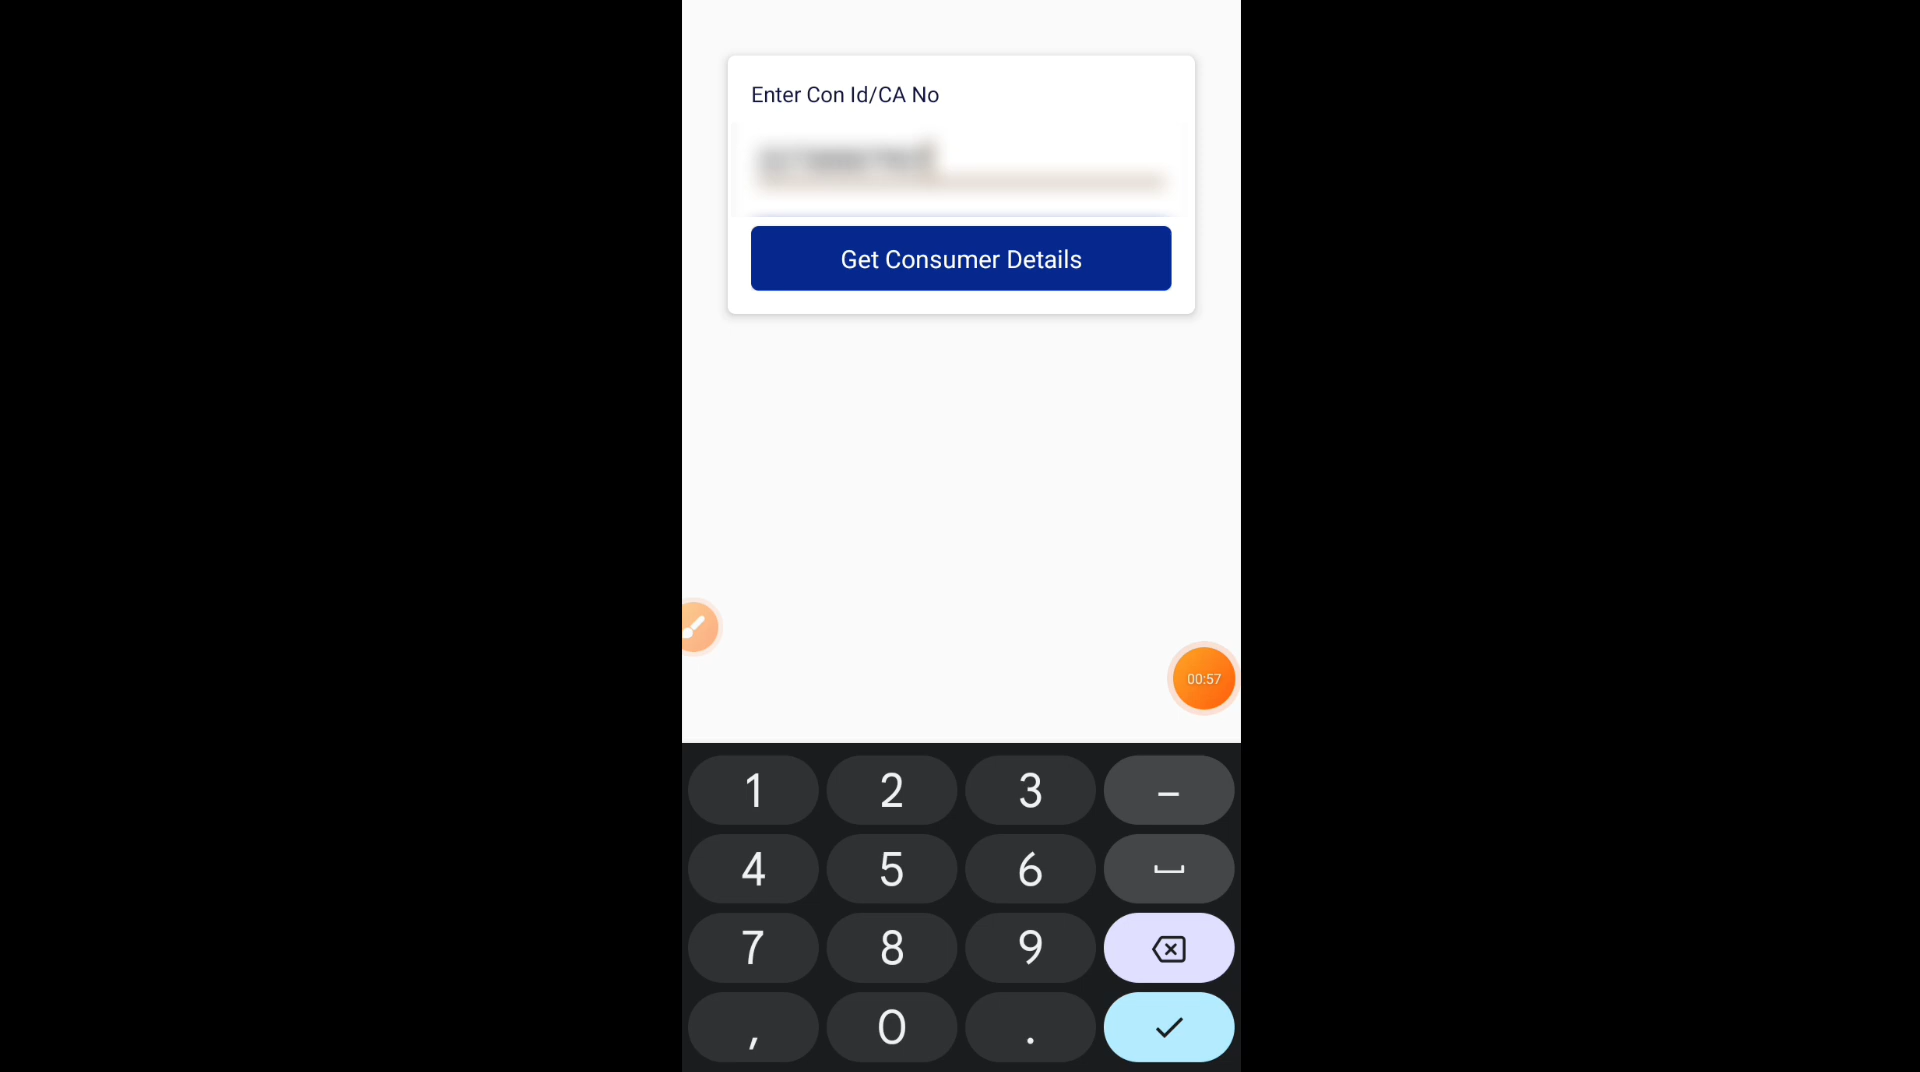 Enter Con Id/CA No
Get Consumer Details
00:57
1 2 3 –
4 5 6
7 8 9
, 0 .